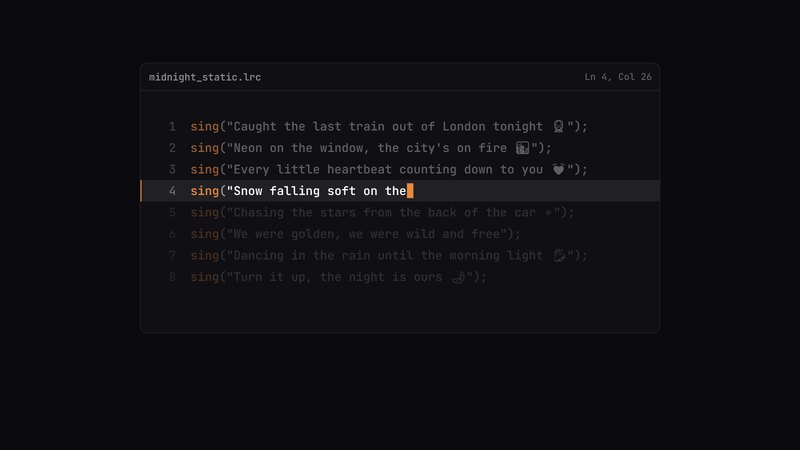 midnight_static.lrc
Ln 4, Col 26
1 sing("Caught the last train out of London tonight 🚆");
2 sing("Neon on the window, the city's on fire 🌃");
3 sing("Every little heartbeat counting down to you 💓");
4 sing("Snow falling soft on the
5 sing("Chasing the stars from the back of the car ⭐");
6 sing("We were golden, we were wild and free");
7 sing("Dancing in the rain until the morning light 💃");
8 sing("Turn it up, the night is ours 🌙");